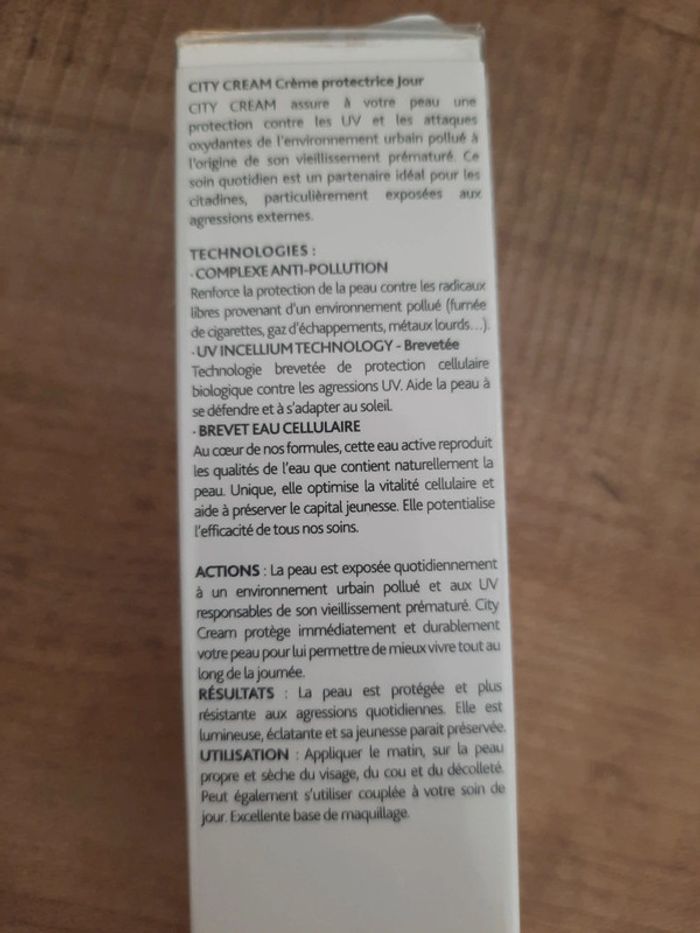 CITY CREAM Crème protectrice Jour
CITY CREAM assure à votre peau une
protection contre les UV et les attaques
oxydantes de l'environnement urbain pollué à
l'origine de son vieillissement prématuré. Ce
soin quotidien est un partenaire idéal pour les
citadines, particulièrement exposées aux
agressions externes.
TECHNOLOGIES :
· COMPLEXE ANTI-POLLUTION
Renforce la protection de la peau contre les radicaux
libres provenant d'un environnement pollué (fumée
de cigarettes, gaz d'échappements, métaux lourds…).
· UV INCELLIUM TECHNOLOGY - Brevetée
Technologie brevetée de protection cellulaire
biologique contre les agressions UV. Aide la peau à
se défendre et à s'adapter au soleil.
· BREVET EAU CELLULAIRE
Au cœur de nos formules, cette eau active reproduit
les qualités de l'eau que contient naturellement la
peau. Unique, elle optimise la vitalité cellulaire et
aide à préserver le capital jeunesse. Elle potentialise
l'efficacité de tous nos soins.
ACTIONS : La peau est exposée quotidiennement
à un environnement urbain pollué et aux UV
responsables de son vieillissement prématuré. City
Cream protège immédiatement et durablement
votre peau pour lui permettre de mieux vivre tout au
long de la journée.
RÉSULTATS : La peau est protégée et plus
résistante aux agressions quotidiennes. Elle est
lumineuse, éclatante et sa jeunesse parait préservée.
UTILISATION : Appliquer le matin, sur la peau
propre et sèche du visage, du cou et du décolleté.
Peut également s'utiliser couplée à votre soin de
jour. Excellente base de maquillage.